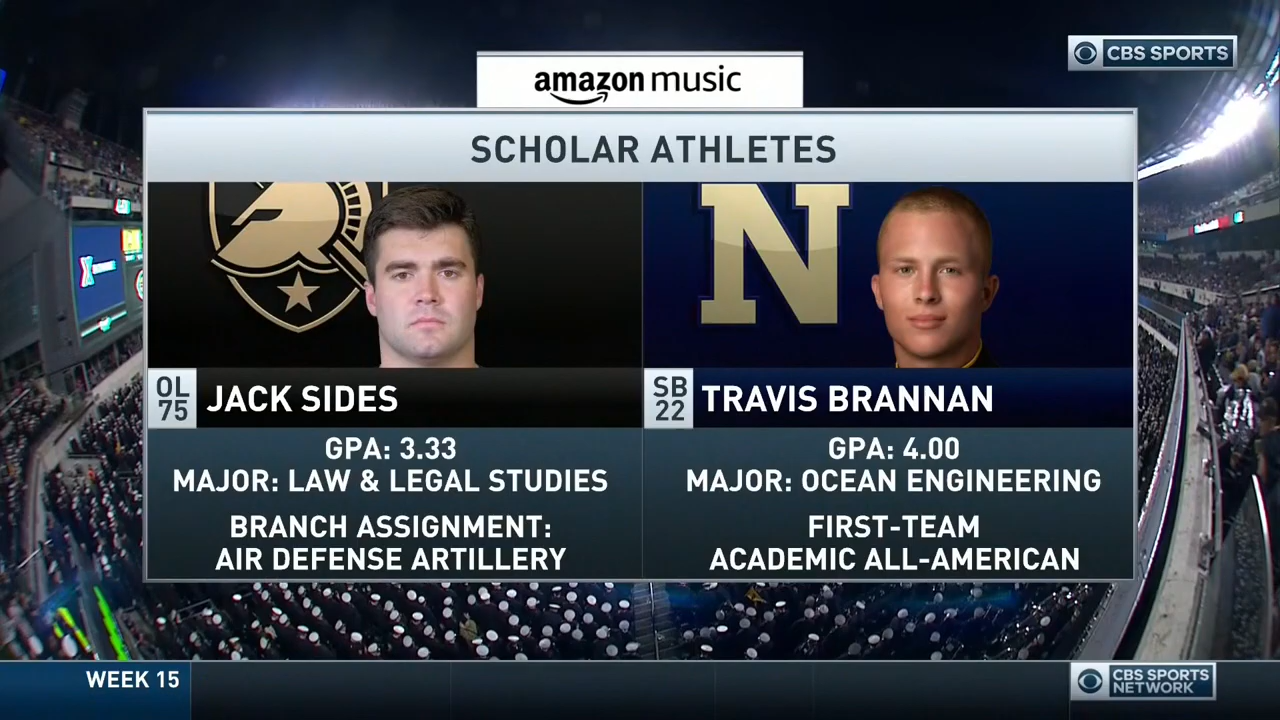 CBS SPORTS
amazon music
SCHOLAR ATHLETES
N
OL
75
JACK SIDES
GPA: 3.33
MAJOR: LAW & LEGAL STUDIES
BRANCH ASSIGNMENT:
AIR DEFENSE ARTILLERY
SB
22
TRAVIS BRANNAN
GPA: 4.00
MAJOR: OCEAN ENGINEERING
FIRST-TEAM
ACADEMIC ALL-AMERICAN
WEEK 15
CBS SPORTS
NETWORK